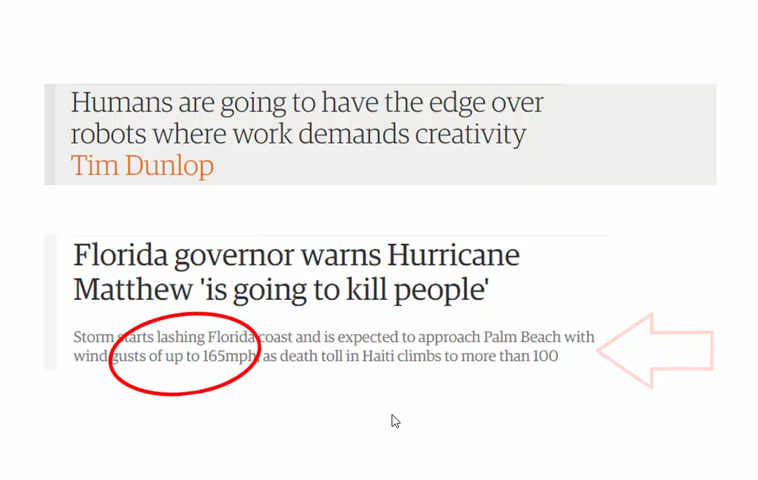 Humans are going to have the edge over
robots where work demands creativity
Tim Dunlop
Florida governor warns Hurricane
Matthew 'is going to kill people'
Storm starts lashing Florida coast and is expected to approach Palm Beach with
wind gusts of up to 165mph, as death toll in Haiti climbs to more than 100